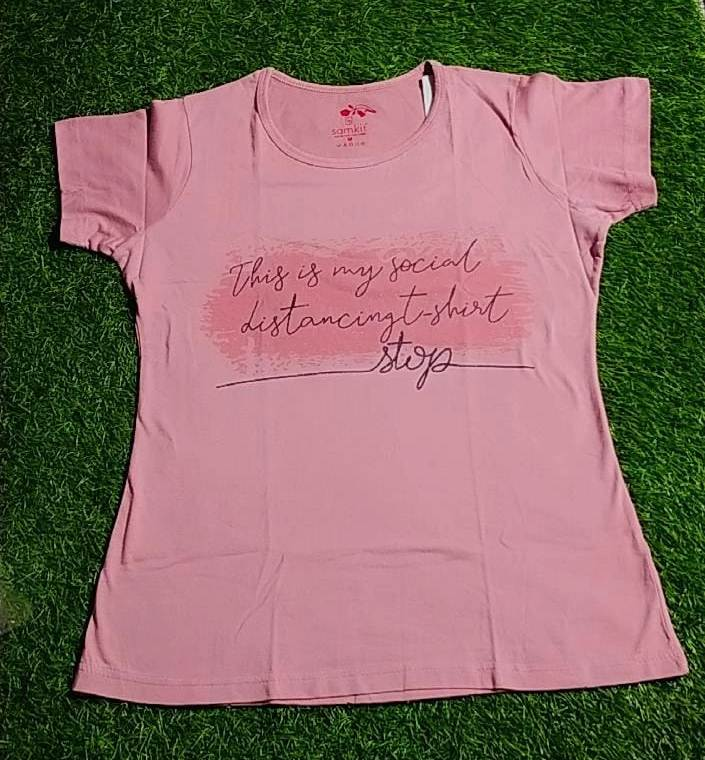 samkit
This is my social
distancingt-shirt
stop